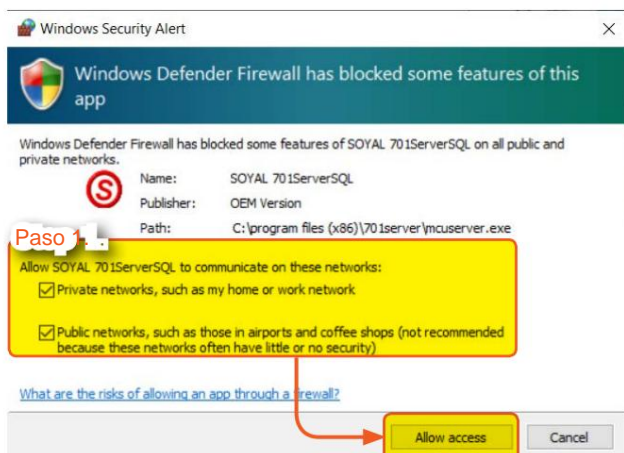 Windows Security Alert
Windows Defender Firewall has blocked some features of this
app
Windows Defender Firewall has blocked some features of SOYAL 701ServerSQL on all public and
private networks.
Name: SOYAL 701ServerSQL
Publisher: OEM Version
Path: C:\program files (x86)\701server\mcuserver.exe
Paso 1.
Allow SOYAL 701ServerSQL to communicate on these networks:
Private networks, such as my home or work network
Public networks, such as those in airports and coffee shops (not recommended
because these networks often have little or no security)
What are the risks of allowing an app through a firewall?
Allow access Cancel